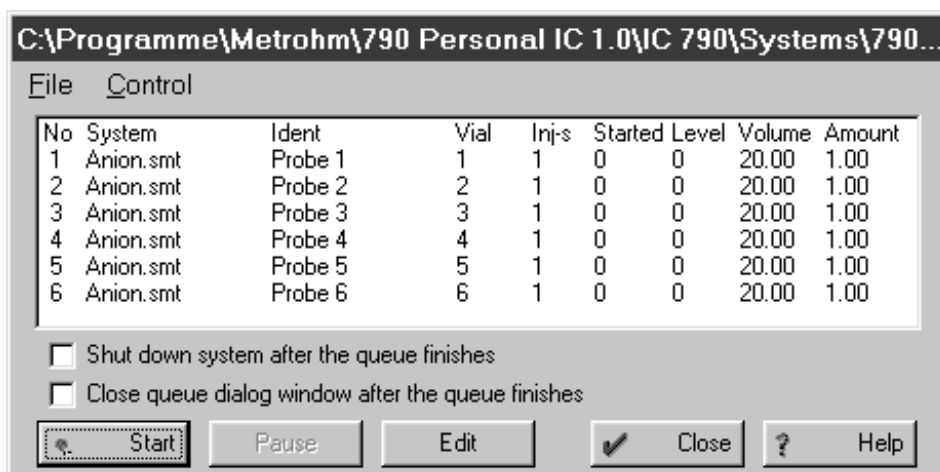 C:\Programme\Metrohm\790 Personal IC 1.0\IC 790\Systems\790...
File Control
No System Ident Vial Inj-s Started Level Volume Amount
1 Anion.smt Probe 1 1 1 0 0 20.00 1.00
2 Anion.smt Probe 2 2 1 0 0 20.00 1.00
3 Anion.smt Probe 3 3 1 0 0 20.00 1.00
4 Anion.smt Probe 4 4 1 0 0 20.00 1.00
5 Anion.smt Probe 5 5 1 0 0 20.00 1.00
6 Anion.smt Probe 6 6 1 0 0 20.00 1.00
Shut down system after the queue finishes
Close queue dialog window after the queue finishes
Start Pause Edit Close ? Help